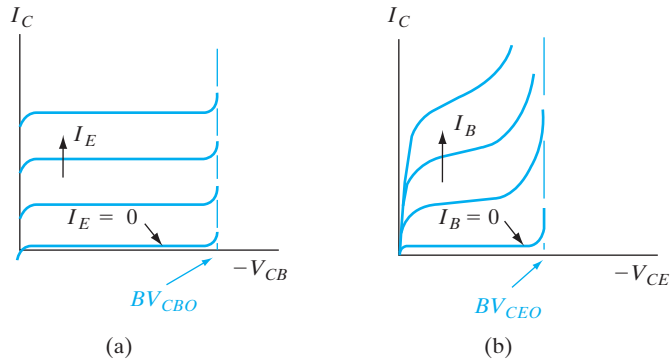 I_C
I_E
I_E = 0
−V_CB
BV_CBO
(a)
I_C
I_B
I_B = 0
−V_CE
BV_CEO
(b)